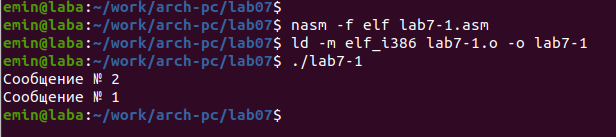 emin@laba:~/work/arch-pc/lab07$
emin@laba:~/work/arch-pc/lab07$ nasm -f elf lab7-1.asm
emin@laba:~/work/arch-pc/lab07$ ld -m elf_i386 lab7-1.o -o lab7-1
emin@laba:~/work/arch-pc/lab07$ ./lab7-1
Сообщение № 2
Сообщение № 1
emin@laba:~/work/arch-pc/lab07$